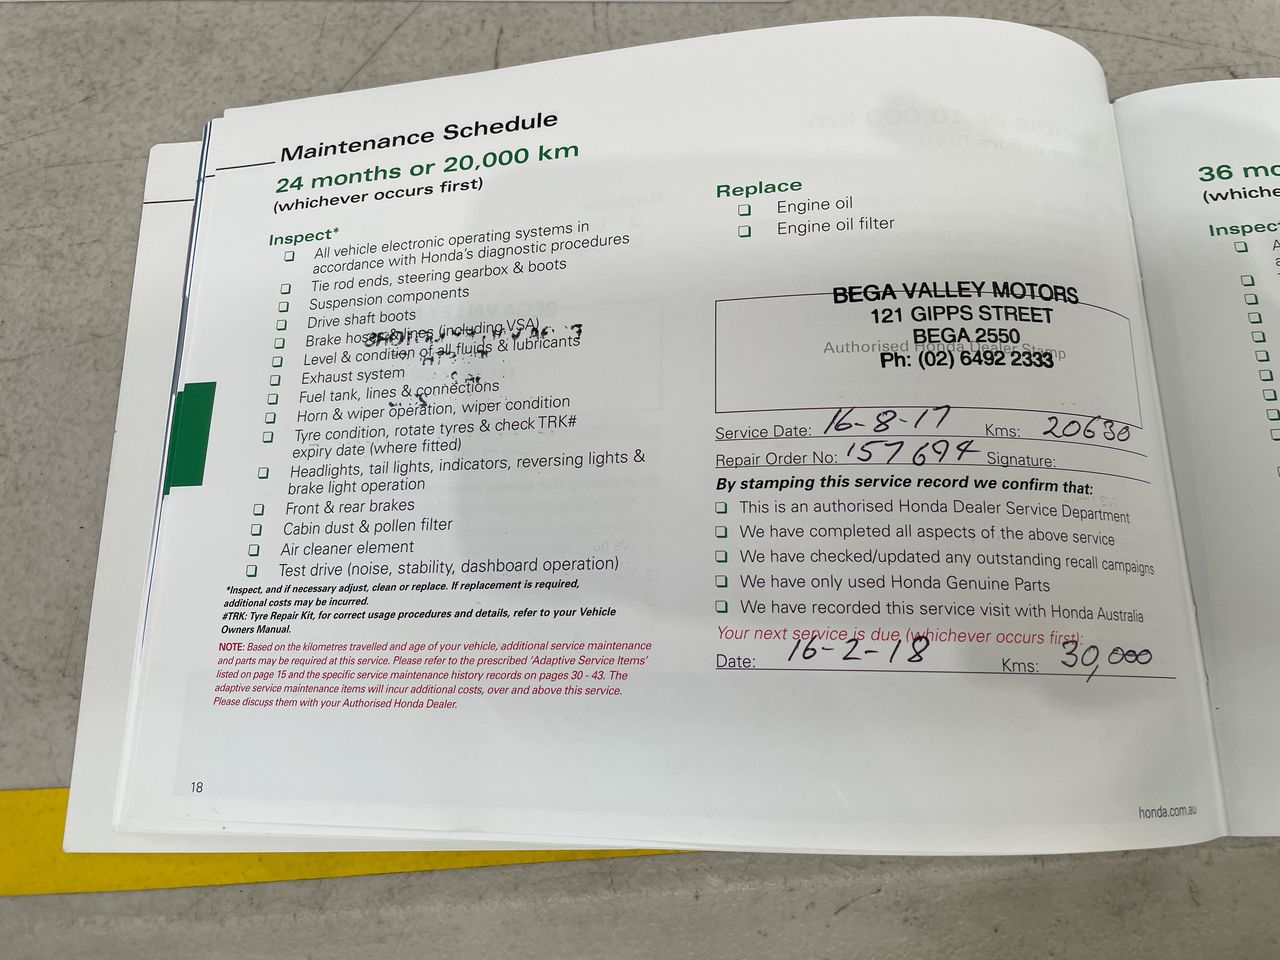 Maintenance Schedule
24 months or 20,000 km
(whichever occurs first)
Inspect*
All vehicle electronic operating systems in
accordance with Honda's diagnostic procedures
Tie rod ends, steering gearbox & boots
Suspension components
Drive shaft boots
Brake hoses & lines (including VSA)
Level & condition of all fluids & lubricants
Exhaust system
Fuel tank, lines & connections
Horn & wiper operation, wiper condition
Tyre condition, rotate tyres & check TRK#
expiry date (where fitted)
Headlights, tail lights, indicators, reversing lights &
brake light operation
Front & rear brakes
Cabin dust & pollen filter
Air cleaner element
Test drive (noise, stability, dashboard operation)
*Inspect, and if necessary adjust, clean or replace. If replacement is required,
additional costs may be incurred.
#TRK: Tyre Repair Kit, for correct usage procedures and details, refer to your Vehicle
Owners Manual.
NOTE: Based on the kilometres travelled and age of your vehicle, additional service maintenance
and parts may be required at this service. Please refer to the prescribed 'Adaptive Service Items'
listed on page 15 and the specific service maintenance history records on pages 30 - 43. The
adaptive service maintenance items will incur additional costs, over and above this service.
Please discuss them with your Authorised Honda Dealer.
18
Replace
Engine oil
Engine oil filter
BEGA VALLEY MOTORS
121 GIPPS STREET
BEGA 2550
Authorised Honda Dealer Stamp
Ph: (02) 6492 2333
Service Date: 16-8-17 Kms: 20630
Repair Order No: 157694 Signature:
By stamping this service record we confirm that:
This is an authorised Honda Dealer Service Department
We have completed all aspects of the above service
We have checked/updated any outstanding recall campaigns
We have only used Honda Genuine Parts
We have recorded this service visit with Honda Australia
Your next service is due (whichever occurs first):
Date: 16-2-18 Kms: 30,000
honda.com.au
36 mo
(whiche
Inspec